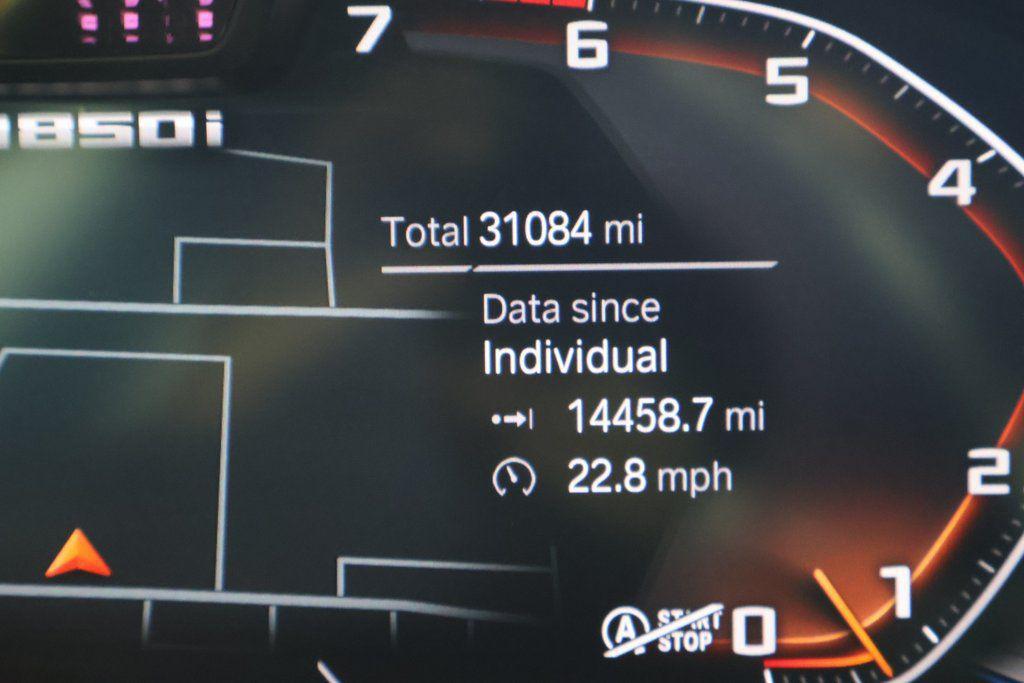 7
6
5
4
M850i
Total 31084 mi
Data since
Individual
14458.7 mi
22.8 mph
2
1
A START STOP
0